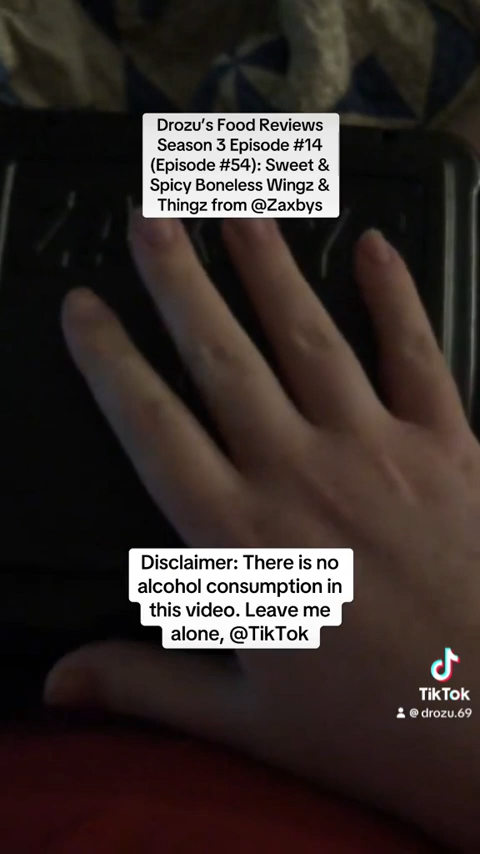 Drozu’s Food Reviews
Season 3 Episode #14
(Episode #54): Sweet &
Spicy Boneless Wingz &
Thingz from @Zaxbys
Disclaimer: There is no
alcohol consumption in
this video. Leave me
alone, @TikTok
TikTok
@ drozu.69